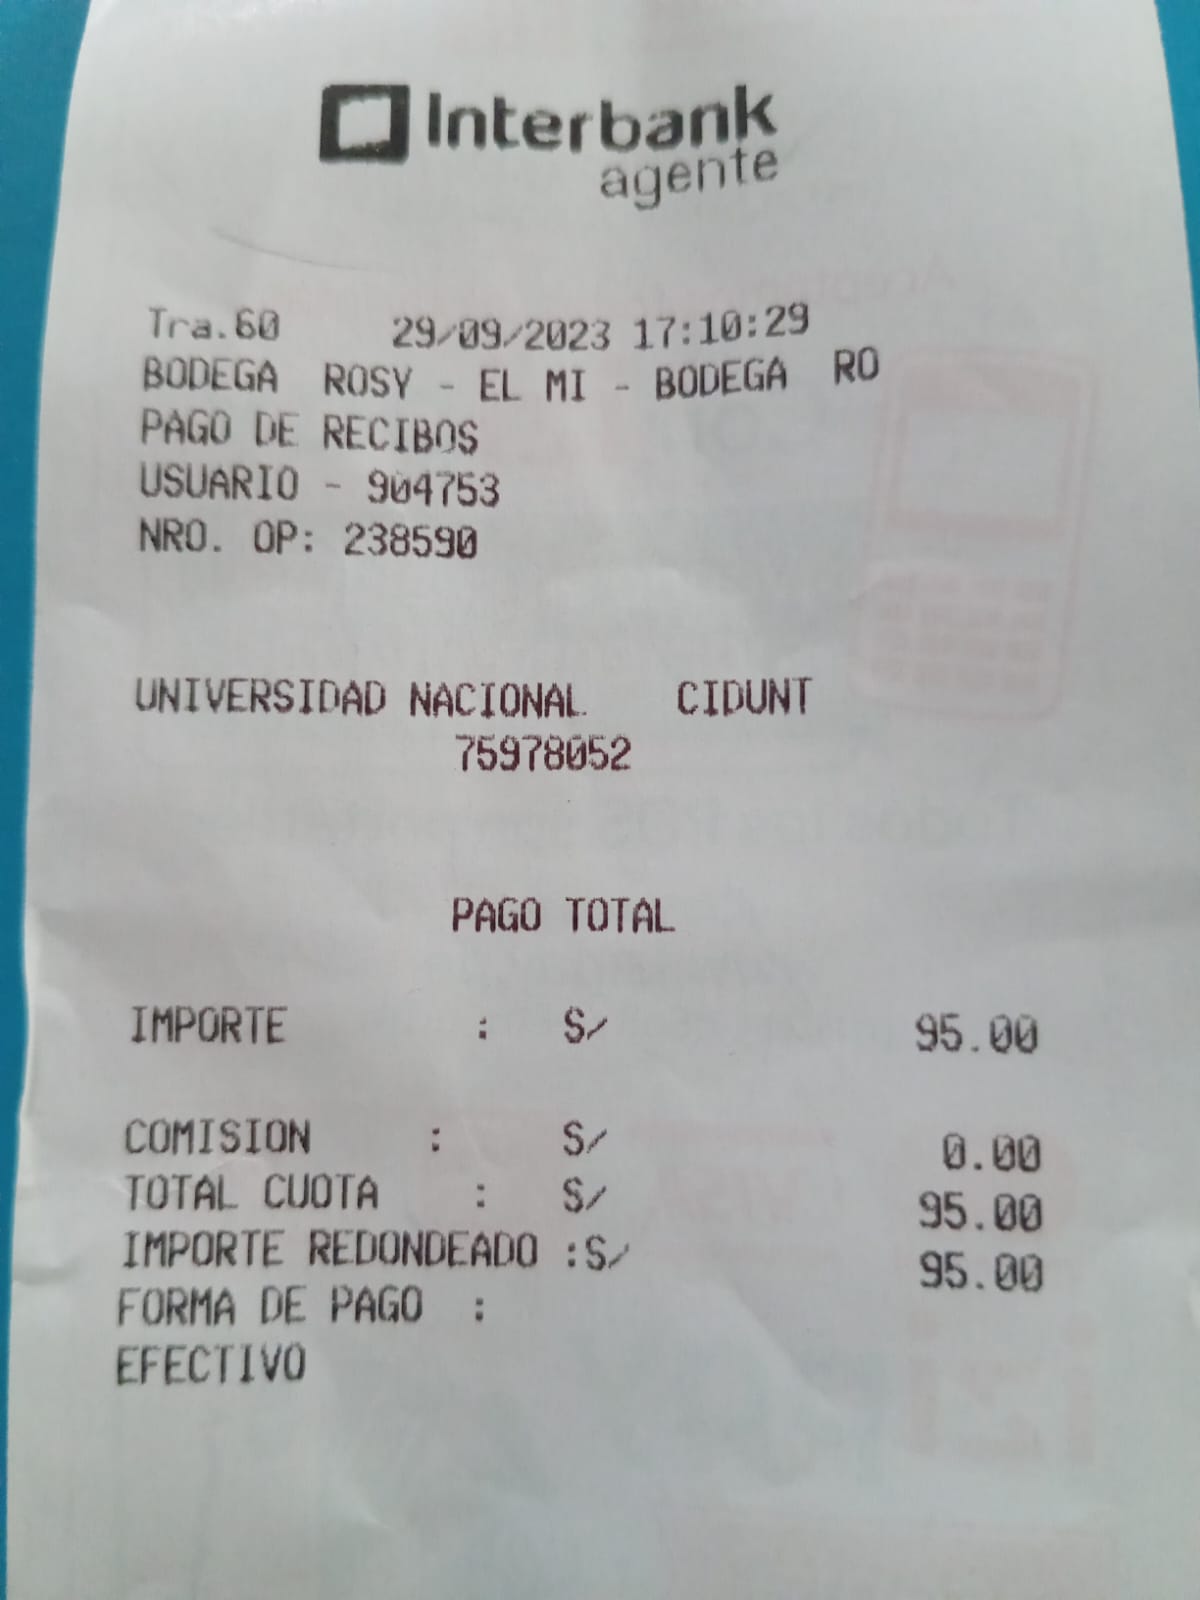 Interbank
agente
Tra.60 29/09/2023 17:10:29
BODEGA ROSY - EL MI - BODEGA RO
PAGO DE RECIBOS
USUARIO - 904753
NRO. OP: 238590
UNIVERSIDAD NACIONAL CIDUNT
75978052
PAGO TOTAL
IMPORTE : S/ 95.00
COMISION : S/ 0.00
TOTAL CUOTA : S/ 95.00
IMPORTE REDONDEADO :S/ 95.00
FORMA DE PAGO :
EFECTIVO